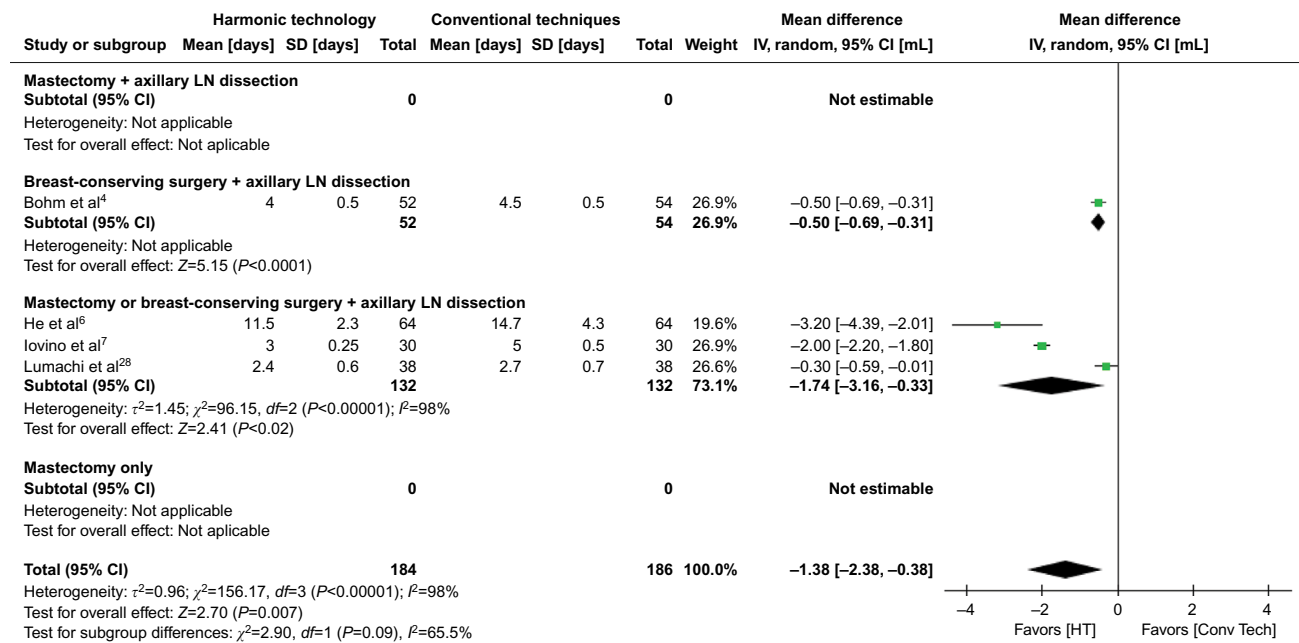 Harmonic technology Conventional techniques Mean difference Mean difference
Study or subgroup Mean [days] SD [days] Total Mean [days] SD [days] Total Weight IV, random, 95% CI [mL] IV, random, 95% CI [mL]
Mastectomy + axillary LN dissection
Subtotal (95% CI) 0 0 Not estimable
Heterogeneity: Not applicable
Test for overall effect: Not aplicable
Breast-conserving surgery + axillary LN dissection
Bohm et al⁴ 4 0.5 52 4.5 0.5 54 26.9% –0.50 [–0.69, –0.31]
Subtotal (95% CI) 52 54 26.9% –0.50 [–0.69, –0.31]
Heterogeneity: Not applicable
Test for overall effect: Z=5.15 (P<0.0001)
Mastectomy or breast-conserving surgery + axillary LN dissection
He et al⁶ 11.5 2.3 64 14.7 4.3 64 19.6% –3.20 [–4.39, –2.01]
Iovino et al⁷ 3 0.25 30 5 0.5 30 26.9% –2.00 [–2.20, –1.80]
Lumachi et al²⁸ 2.4 0.6 38 2.7 0.7 38 26.6% –0.30 [–0.59, –0.01]
Subtotal (95% CI) 132 132 73.1% –1.74 [–3.16, –0.33]
Heterogeneity: τ²=1.45; χ²=96.15, df=2 (P<0.00001); I²=98%
Test for overall effect: Z=2.41 (P<0.02)
Mastectomy only
Subtotal (95% CI) 0 0 Not estimable
Heterogeneity: Not applicable
Test for overall effect: Not aplicable
Total (95% CI) 184 186 100.0% –1.38 [–2.38, –0.38]
Heterogeneity: τ²=0.96; χ²=156.17, df=3 (P<0.00001); I²=98%
Test for overall effect: Z=2.70 (P=0.007)
Test for subgroup differences: χ²=2.90, df=1 (P=0.09), I²=65.5%
–4 –2 0 2 4
Favors [HT] Favors [Conv Tech]